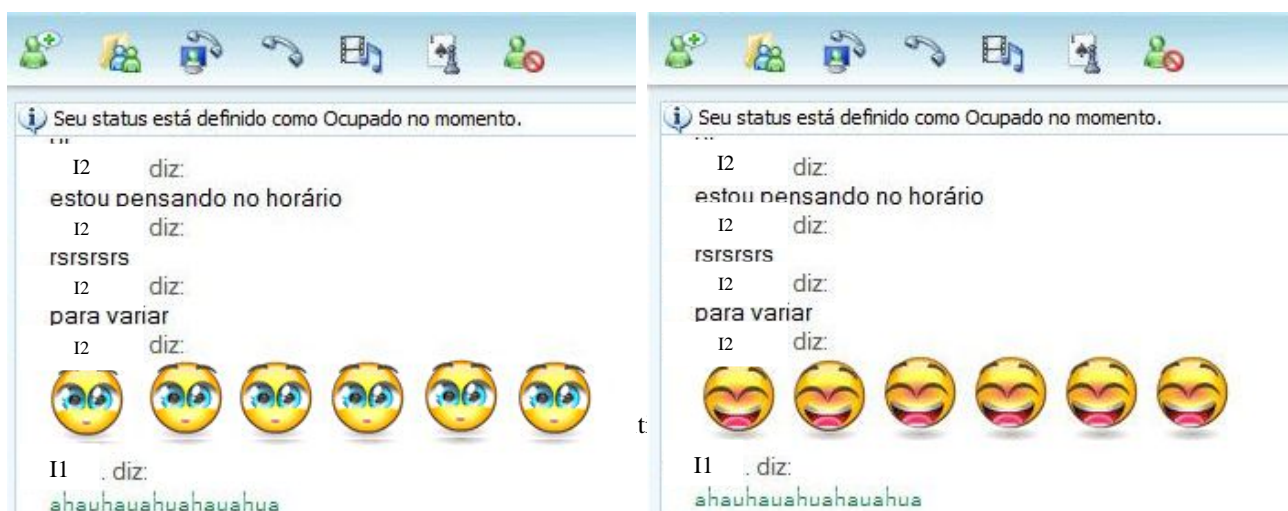 Seu status está definido como Ocupado no momento.
I2 diz:
estou pensando no horário
I2 diz:
rsrsrsrs
I2 diz:
para variar
I2 diz:
I1 . diz:
ahauhauahuahauahua
Seu status está definido como Ocupado no momento.
I2 diz:
estou pensando no horário
I2 diz:
rsrsrsrs
I2 diz:
para variar
I2 diz:
I1 . diz:
ahauhauahuahauahua